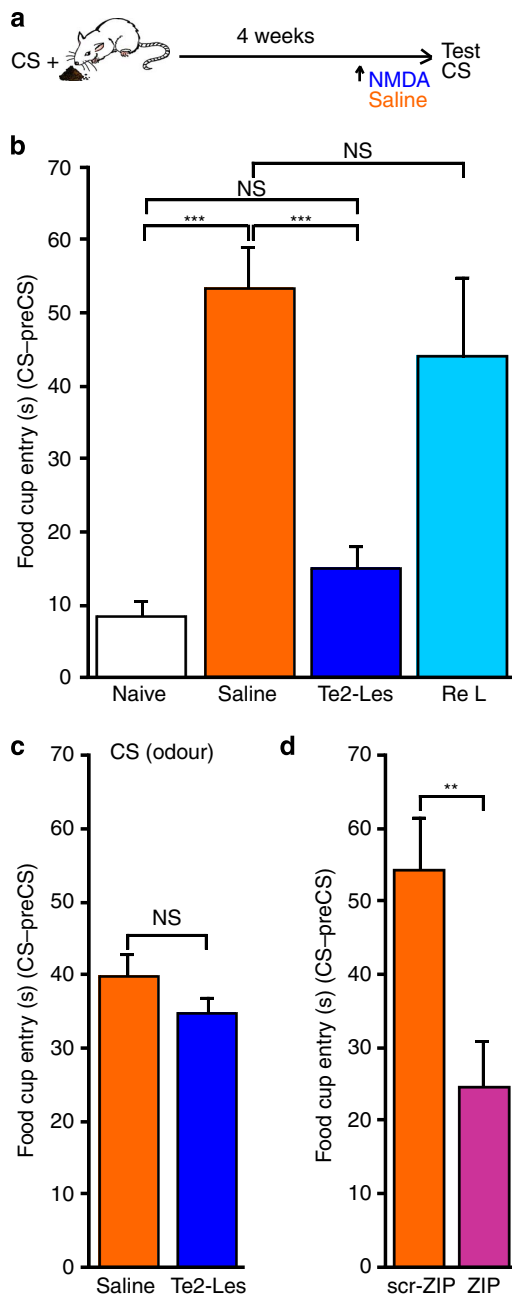 a
CS +
4 weeks
Test
CS
NMDA
Saline
b
Food cup entry (s) (CS–preCS)
70
60
50
40
30
20
10
0
NS
NS
*** ***
Naive Saline Te2-Les Re L
c
CS (odour)
Food cup entry (s) (CS–preCS)
70
60
50
40
30
20
10
0
NS
Saline Te2-Les
d
Food cup entry (s) (CS–preCS)
70
60
50
40
30
20
10
0
**
scr-ZIP ZIP